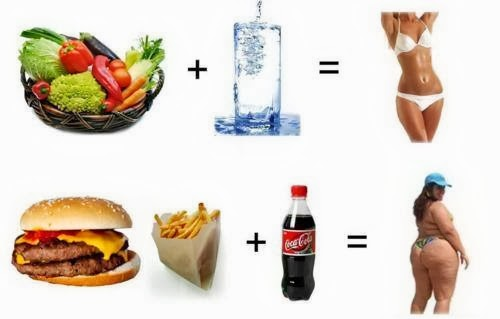 + =
+ =
Coca-Cola